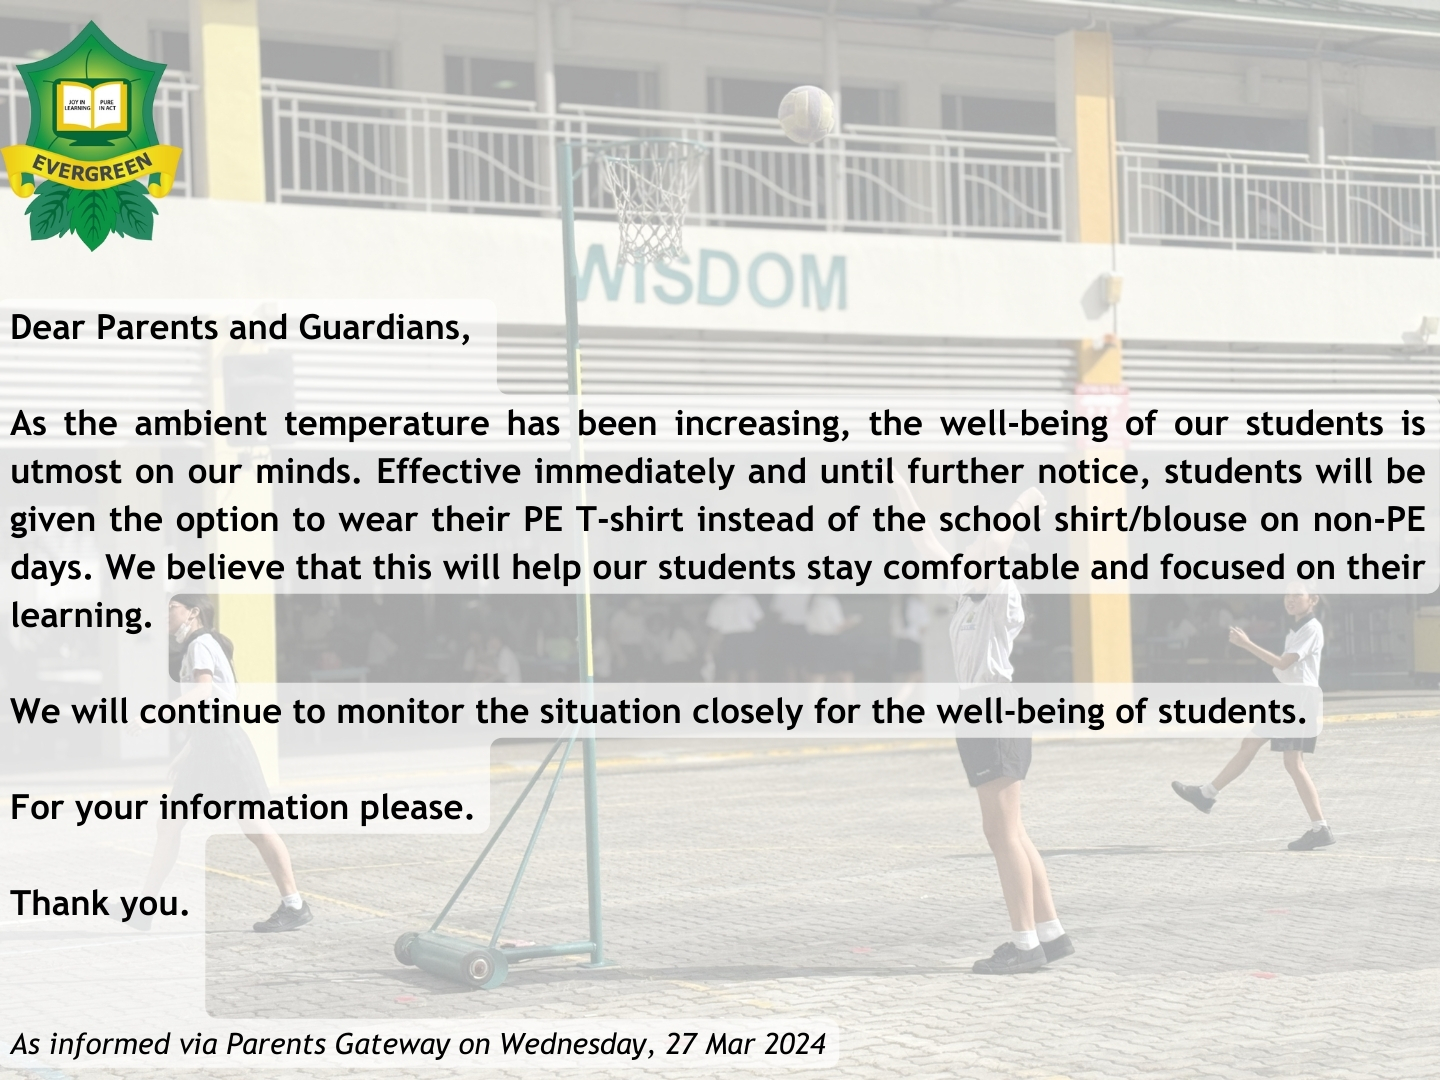 JOY IN
LEARNING
PURE
IN ACT
EVERGREEN
WISDOM
Dear Parents and Guardians,
As the ambient temperature has been increasing, the well-being of our students is
utmost on our minds. Effective immediately and until further notice, students will be
given the option to wear their PE T-shirt instead of the school shirt/blouse on non-PE
days. We believe that this will help our students stay comfortable and focused on their
learning.
We will continue to monitor the situation closely for the well-being of students.
For your information please.
Thank you.
As informed via Parents Gateway on Wednesday, 27 Mar 2024